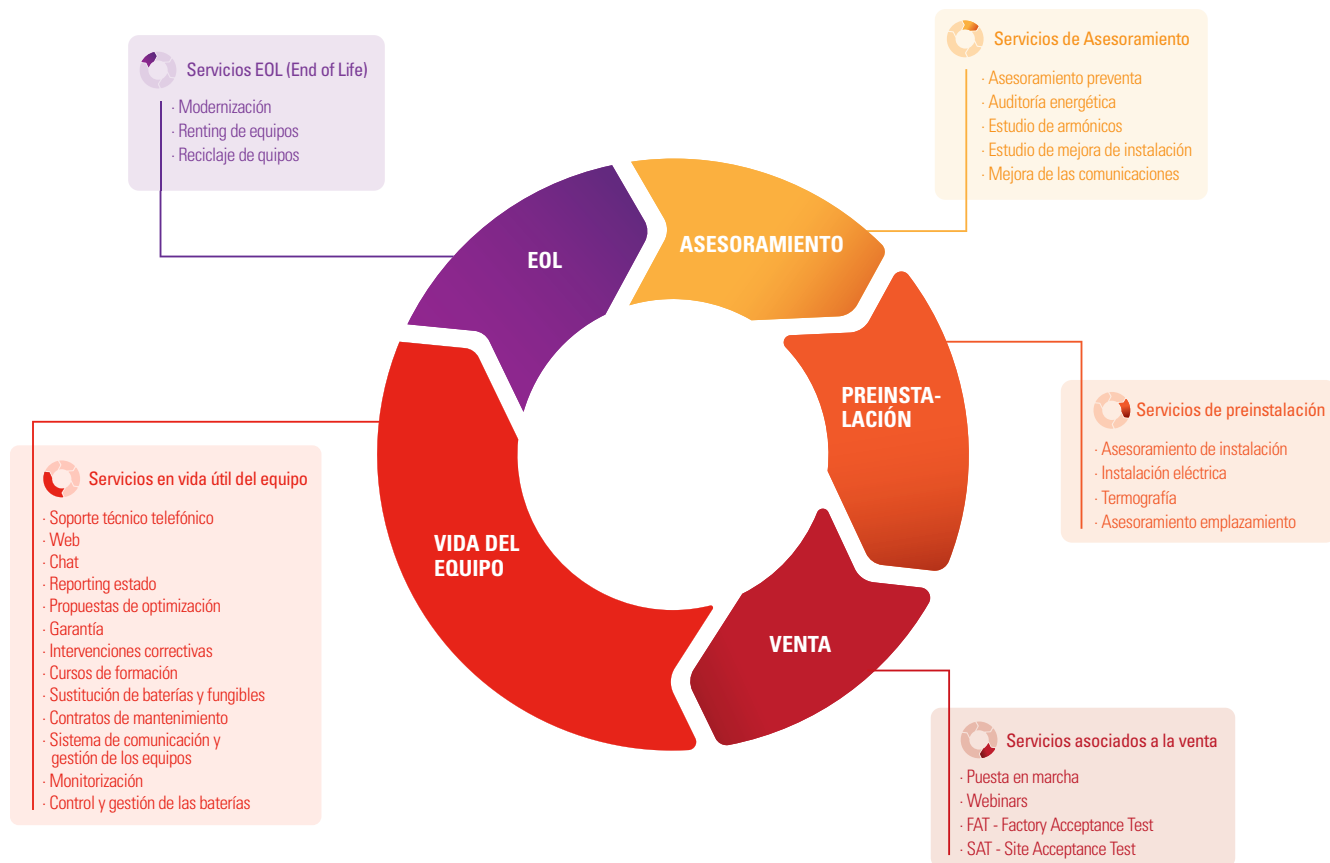 Servicios EOL (End of Life)
· Modernización
· Renting de equipos
· Reciclaje de quipos
Servicios de Asesoramiento
· Asesoramiento preventa
· Auditoría energética
· Estudio de armónicos
· Estudio de mejora de instalación
· Mejora de las comunicaciones
EOL
ASESORAMIENTO
PREINSTA-
LACIÓN
VENTA
VIDA DEL
EQUIPO
Servicios de preinstalación
· Asesoramiento de instalación
· Instalación eléctrica
· Termografía
· Asesoramiento emplazamiento
Servicios en vida útil del equipo
· Soporte técnico telefónico
· Web
· Chat
· Reporting estado
· Propuestas de optimización
· Garantía
· Intervenciones correctivas
· Cursos de formación
· Sustitución de baterías y fungibles
· Contratos de mantenimiento
· Sistema de comunicación y
gestión de los equipos
· Monitorización
· Control y gestión de las baterías
Servicios asociados a la venta
· Puesta en marcha
· Webinars
· FAT - Factory Acceptance Test
· SAT - Site Acceptance Test